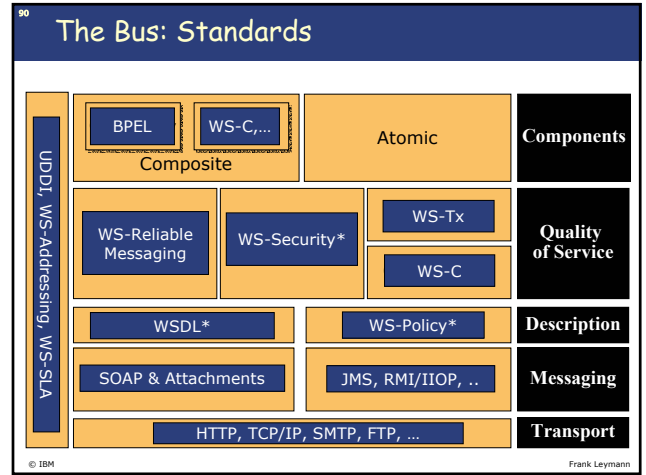 90
The Bus: Standards
UDDI, WS-Addressing, WS-SLA
BPEL
WS-C,...
Composite
Atomic
Components
WS-Reliable
Messaging
WS-Security*
WS-Tx
WS-C
Quality
of Service
WSDL*
WS-Policy*
Description
SOAP & Attachments
JMS, RMI/IIOP, ..
Messaging
HTTP, TCP/IP, SMTP, FTP, ...
Transport
© IBM
Frank Leymann